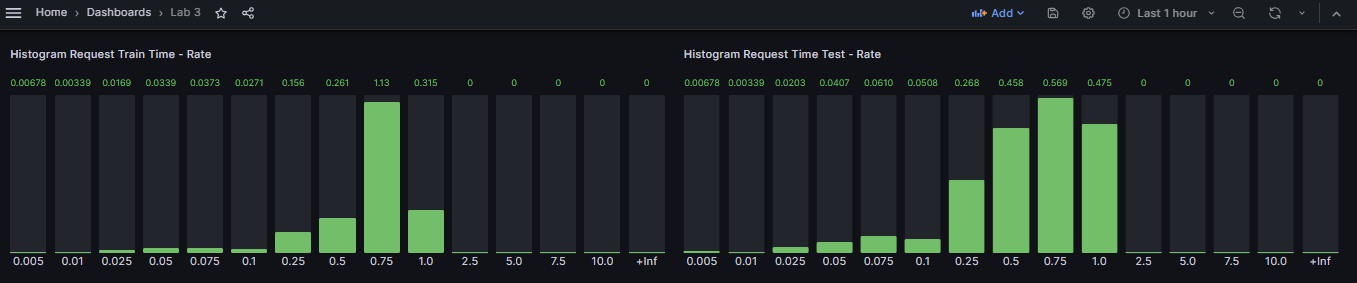 Home > Dashboards > Lab 3
Add
Last 1 hour
Histogram Request Train Time - Rate
0.00678 0.00339 0.0169 0.0339 0.0373 0.0271 0.156 0.261 1.13 0.315 0 0 0 0 0
0.005 0.01 0.025 0.05 0.075 0.1 0.25 0.5 0.75 1.0 2.5 5.0 7.5 10.0 +Inf
Histogram Request Time Test - Rate
0.00678 0.00339 0.0203 0.0407 0.0610 0.0508 0.268 0.458 0.569 0.475 0 0 0 0 0
0.005 0.01 0.025 0.05 0.075 0.1 0.25 0.5 0.75 1.0 2.5 5.0 7.5 10.0 +Inf